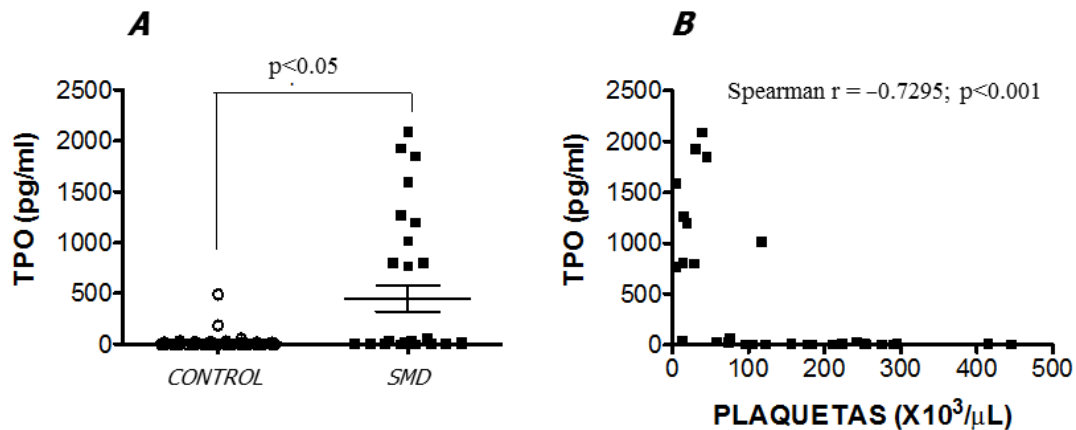 A
p<0.05
TPO (pg/ml)
2500
2000
1500
1000
500
0
CONTROL
SMD
B
Spearman r = –0.7295; p<0.001
TPO (pg/ml)
2500
2000
1500
1000
500
0
0 100 200 300 400 500
PLAQUETAS (X10³/µL)